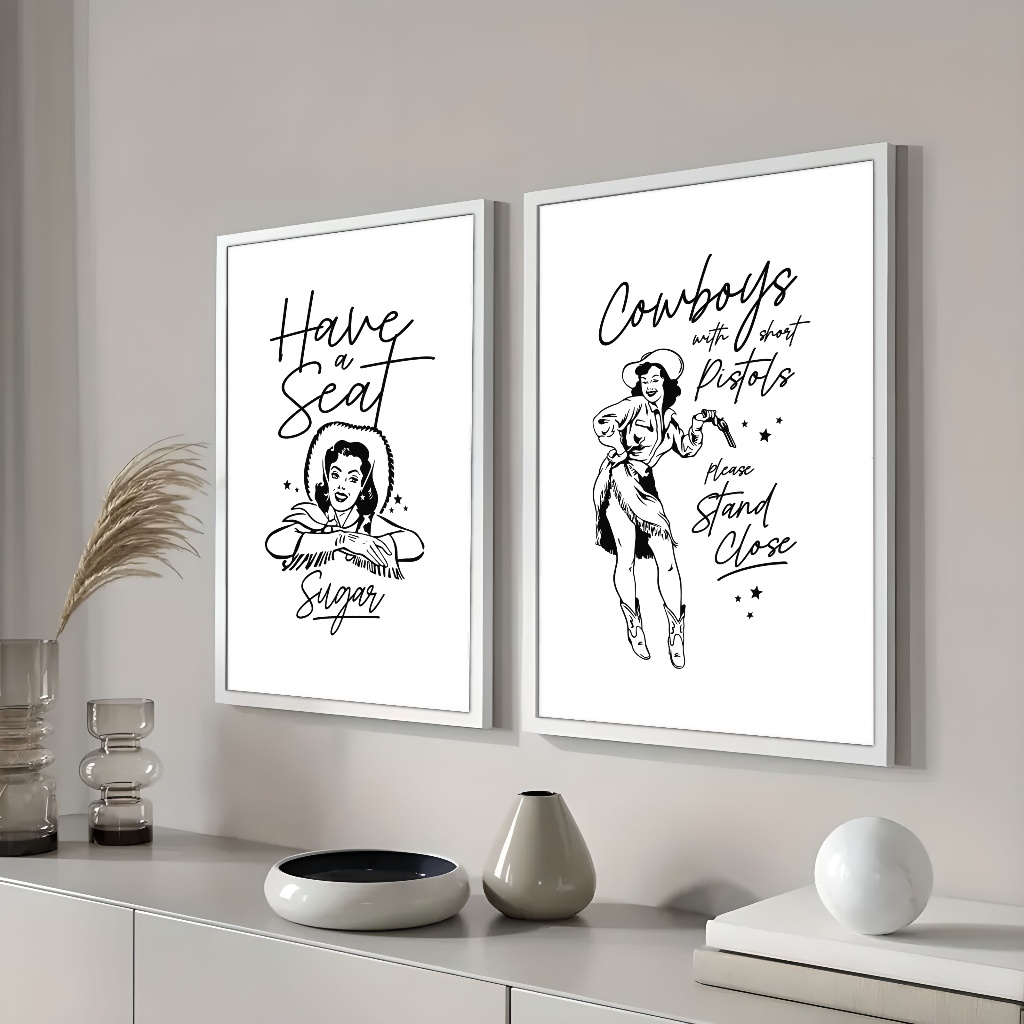 Have
a
Seat
Sugar
Cowboys
with short
Pistols
please
Stand
Close